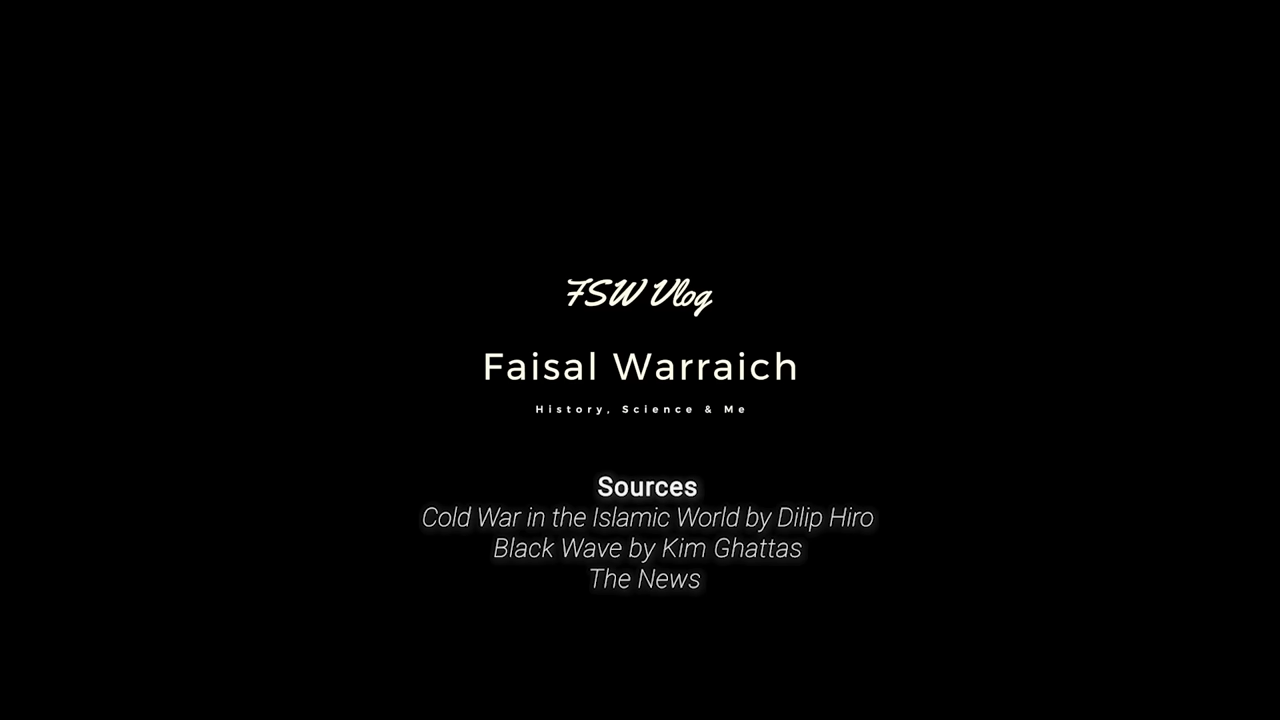 FSW Vlog
Faisal Warraich
History, Science & Me
Sources
Cold War in the Islamic World by Dilip Hiro
Black Wave by Kim Ghattas
The News